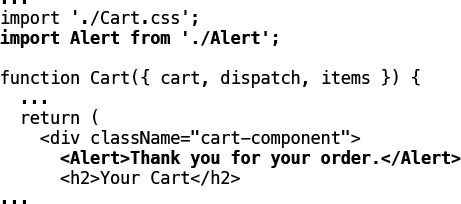 ...
import './Cart.css';
import Alert from './Alert';

function Cart({ cart, dispatch, items }) {
  ...
  return (
    <div className="cart-component">
      <Alert>Thank you for your order.</Alert>
      <h2>Your Cart</h2>
...